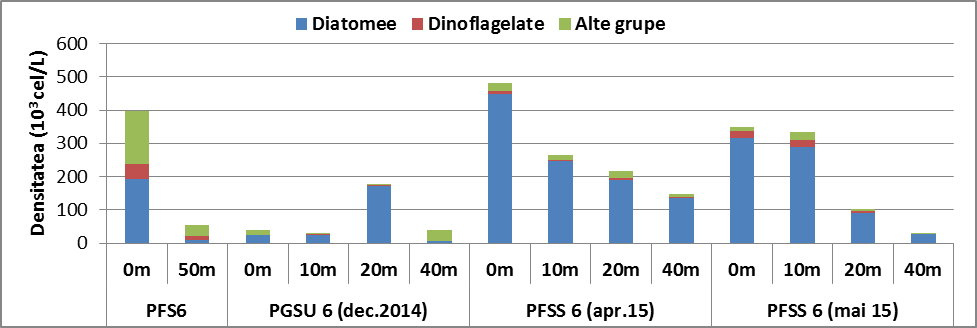 Diatomee Dinoflagelate Alte grupe
Densitatea (10³cel/L)
600
500
400
300
200
100
0
0m 50m 0m 10m 20m 40m 0m 10m 20m 40m 0m 10m 20m 40m
PFS6 PGSU 6 (dec.2014) PFSS 6 (apr.15) PFSS 6 (mai 15)